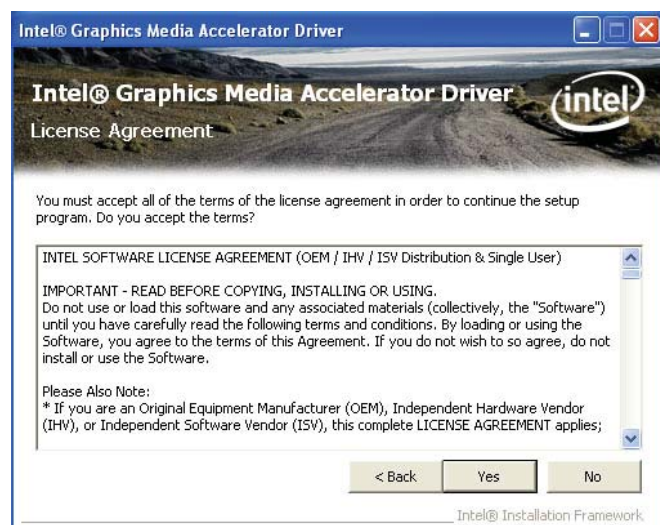 Intel® Graphics Media Accelerator Driver
Intel® Graphics Media Accelerator Driver
intel
License Agreement
You must accept all of the terms of the license agreement in order to continue the setup
program. Do you accept the terms?
INTEL SOFTWARE LICENSE AGREEMENT (OEM / IHV / ISV Distribution & Single User)
IMPORTANT - READ BEFORE COPYING, INSTALLING OR USING.
Do not use or load this software and any associated materials (collectively, the "Software")
until you have carefully read the following terms and conditions. By loading or using the
Software, you agree to the terms of this Agreement. If you do not wish to so agree, do not
install or use the Software.
Please Also Note:
* If you are an Original Equipment Manufacturer (OEM), Independent Hardware Vendor
(IHV), or Independent Software Vendor (ISV), this complete LICENSE AGREEMENT applies;
< Back Yes No
Intel® Installation Framework